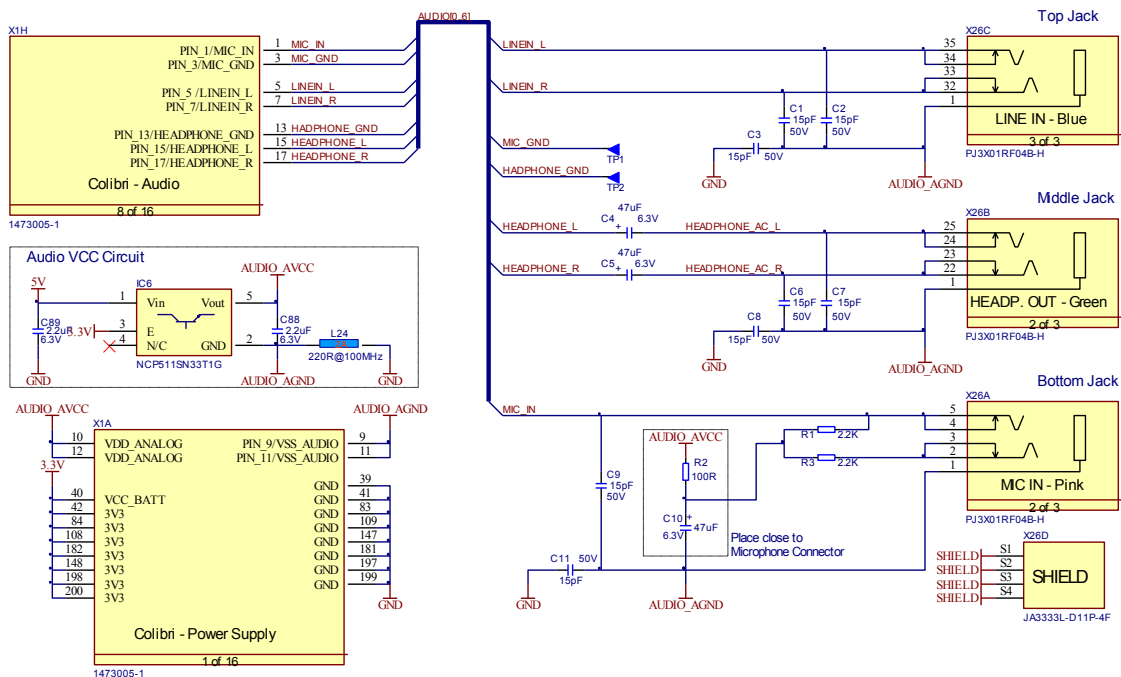 AUDIO[0..6]
X1H
PIN_1/MIC_IN 1 MIC_IN
PIN_3/MIC_GND 3 MIC_GND
PIN_5 /LINEIN_L 5 LINEIN_L
PIN_7/LINEIN_R 7 LINEIN_R
PIN_13/HEADPHONE_GND 13 HADPHONE_GND
PIN_15/HEADPHONE_L 15 HEADPHONE_L
PIN_17/HEADPHONE_R 17 HEADPHONE_R
Colibri - Audio
8 of 16
1473005-1
Audio VCC Circuit
5V
AUDIO_AVCC
IC6
1 Vin Vout 5
C89
2.2uF
6.3V
3.3V
3 E
4 N/C GND 2
C88
2.2uF
6.3V
L24
2A
220R@100MHz
NCP511SN33T1G
GND
AUDIO_AGND
GND
AUDIO_AVCC
AUDIO_AGND
X1A
10 VDD_ANALOG PIN_9/VSS_AUDIO 9
12 VDD_ANALOG PIN_11/VSS_AUDIO 11
3.3V
GND 39
40 VCC_BATT GND 41
42 3V3 GND 83
84 3V3 GND 109
108 3V3 GND 147
182 3V3 GND 181
148 3V3 GND 197
198 3V3 GND 199
200 3V3
GND
Colibri - Power Supply
1 of 16
1473005-1
Top Jack
X26C
LINEIN_L
35
34
33
LINEIN_R
32
1
C1
15pF
50V
C2
15pF
50V
C3
15pF
50V
GND
AUDIO_AGND
LINE IN - Blue
3 of 3
PJ3X01RF04B-H
MIC_GND
TP1
HADPHONE_GND
TP2
Middle Jack
X26B
HEADPHONE_L
47uF
C4
+
6.3V
HEADPHONE_AC_L
25
24
23
HEADPHONE_R
47uF
C5
+
6.3V
HEADPHONE_AC_R
22
1
C6
15pF
50V
C7
15pF
50V
C8
15pF
50V
GND
AUDIO_AGND
HEADP. OUT - Green
2 of 3
PJ3X01RF04B-H
Bottom Jack
X26A
MIC_IN
5
4
3
2
1
R1 2.2K
R3 2.2K
AUDIO_AVCC
R2
100R
C9
15pF
50V
C10
+
47uF
6.3V
Place close to
Microphone Connector
C11
50V
15pF
GND
AUDIO_AGND
MIC IN - Pink
2 of 3
PJ3X01RF04B-H
X26D
SHIELD S1
SHIELD S2
SHIELD S3
SHIELD S4
SHIELD
JA3333L-D11P-4F